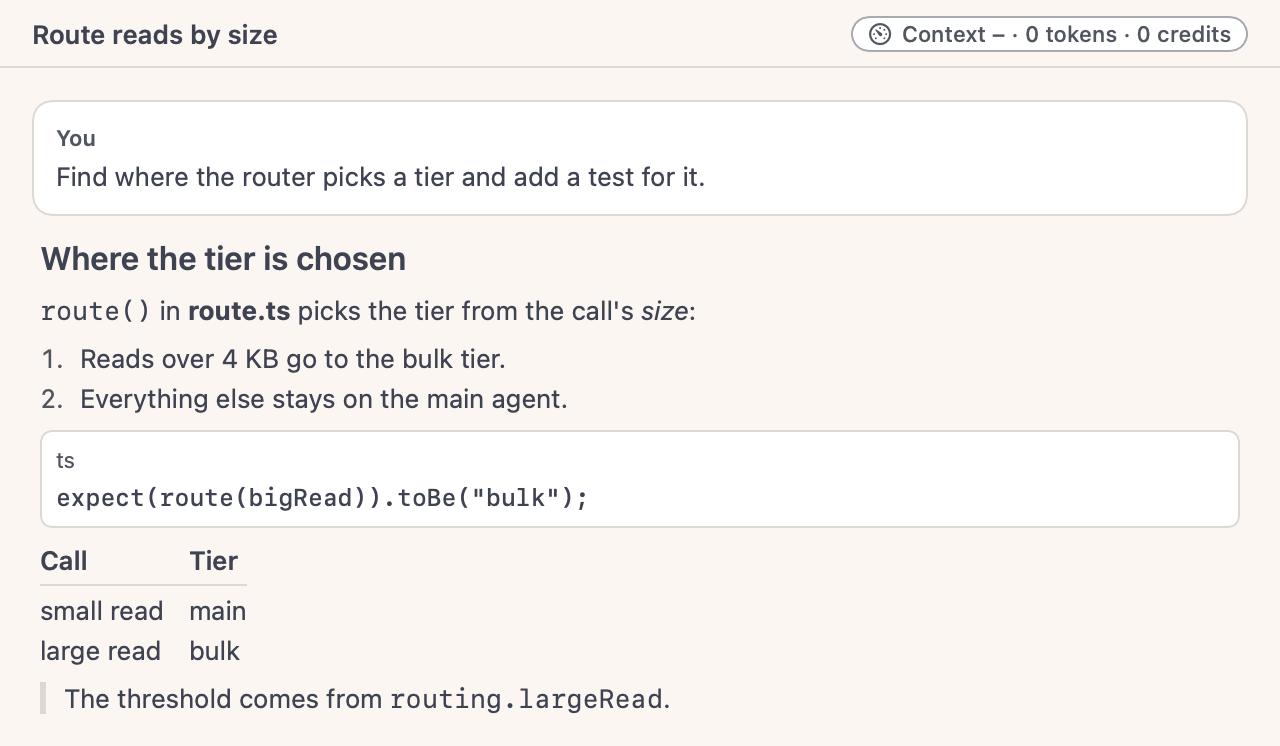 Route reads by size
Context – · 0 tokens · 0 credits
You
Find where the router picks a tier and add a test for it.
Where the tier is chosen
route() in route.ts picks the tier from the call's size:
1. Reads over 4 KB go to the bulk tier.
2. Everything else stays on the main agent.
ts
expect(route(bigRead)).toBe("bulk");
Call Tier
small read main
large read bulk
The threshold comes from routing.largeRead.